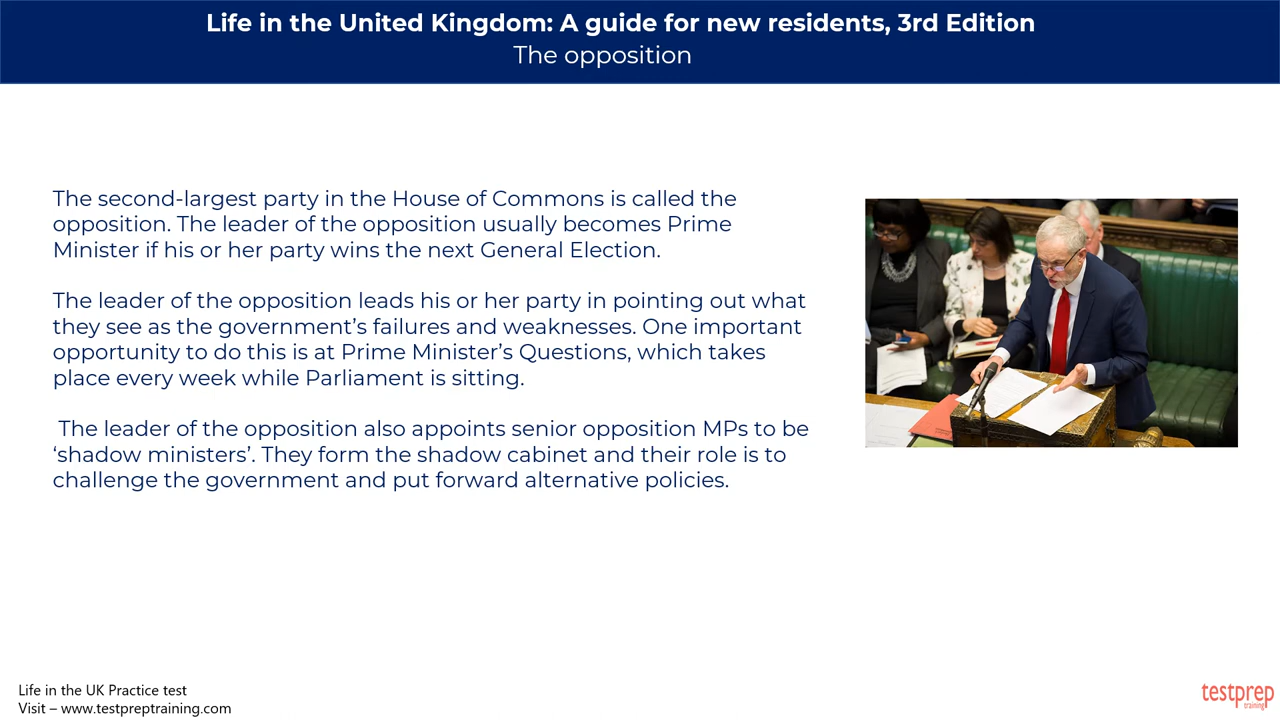 Life in the United Kingdom: A guide for new residents, 3rd Edition
The opposition
The second-largest party in the House of Commons is called the
opposition. The leader of the opposition usually becomes Prime
Minister if his or her party wins the next General Election.
The leader of the opposition leads his or her party in pointing out what
they see as the government’s failures and weaknesses. One important
opportunity to do this is at Prime Minister’s Questions, which takes
place every week while Parliament is sitting.
The leader of the opposition also appoints senior opposition MPs to be
‘shadow ministers’. They form the shadow cabinet and their role is to
challenge the government and put forward alternative policies.
Life in the UK Practice test
Visit – www.testpreptraining.com
testprep
training